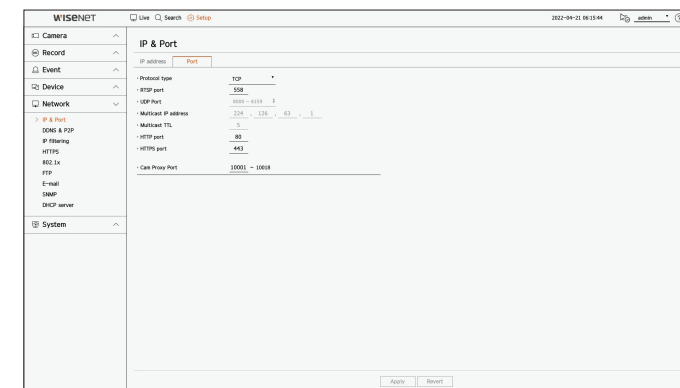 WISENET
Live Search Setup
2022-04-21 06:15:44 admin
Camera
Record
Event
Device
Network
> IP & Port
DDNS & P2P
IP filtering
HTTPS
802.1x
FTP
E-mail
SNMP
DHCP server
System
IP & Port
IP address Port
Protocol type TCP
RTSP port 558
UDP Port 8000 ~ 8159
Multicast IP address 224 . 126 . 63 . 1
Multicast TTL 5
HTTP port 80
HTTPS port 443
Cam Proxy Port 10001 ~ 10018
Apply Revert